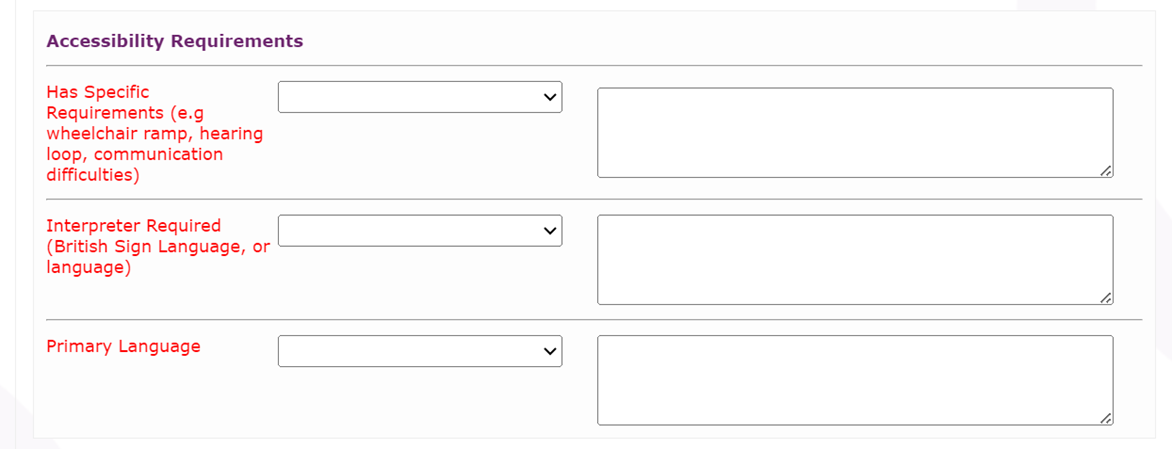 Accessibility Requirements
Has Specific
Requirements (e.g
wheelchair ramp, hearing
loop, communication
difficulties)
Interpreter Required
(British Sign Language, or
language)
Primary Language